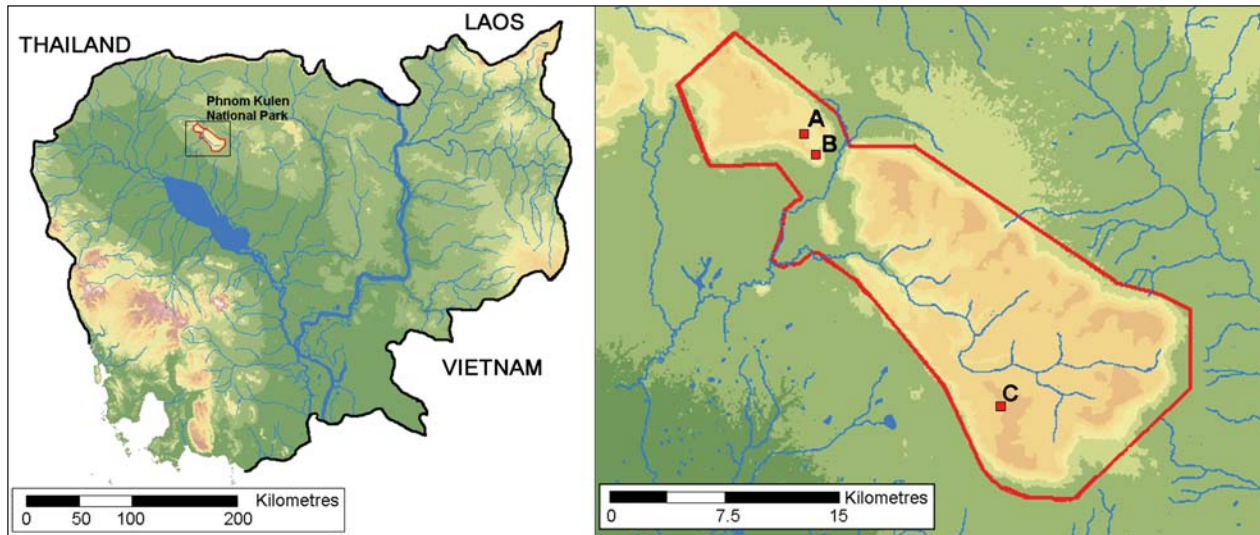 THAILAND
LAOS
Phnom Kulen
National Park
VIETNAM
Kilometres
0 50 100 200
A
B
C
Kilometres
0 7.5 15